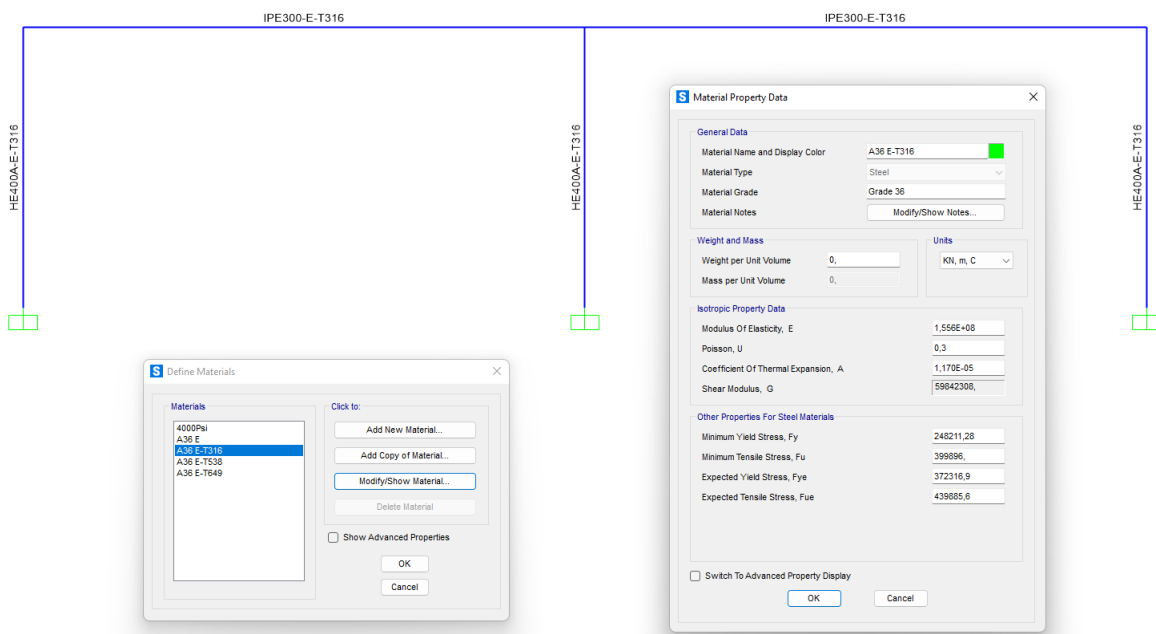 IPE300-E-T316
IPE300-E-T316
HE400A-E-T316
HE400A-E-T316
HE400A-E-T316
S Define Materials
Materials
4000Psi
A36 E
A36 E-T316
A36 E-T538
A36 E-T649
Click to:
Add New Material...
Add Copy of Material...
Modify/Show Material...
Delete Material
Show Advanced Properties
OK
Cancel
S Material Property Data
General Data
Material Name and Display Color A36 E-T316
Material Type Steel
Material Grade Grade 36
Material Notes Modify/Show Notes...
Weight and Mass
Weight per Unit Volume 0,
Mass per Unit Volume 0,
Units
KN, m, C
Isotropic Property Data
Modulus Of Elasticity, E 1,556E+08
Poisson, U 0,3
Coefficient Of Thermal Expansion, A 1,170E-05
Shear Modulus, G 59842308,
Other Properties For Steel Materials
Minimum Yield Stress, Fy 248211,28
Minimum Tensile Stress, Fu 399896,
Expected Yield Stress, Fye 372316,9
Expected Tensile Stress, Fue 439885,6
Switch To Advanced Property Display
OK Cancel